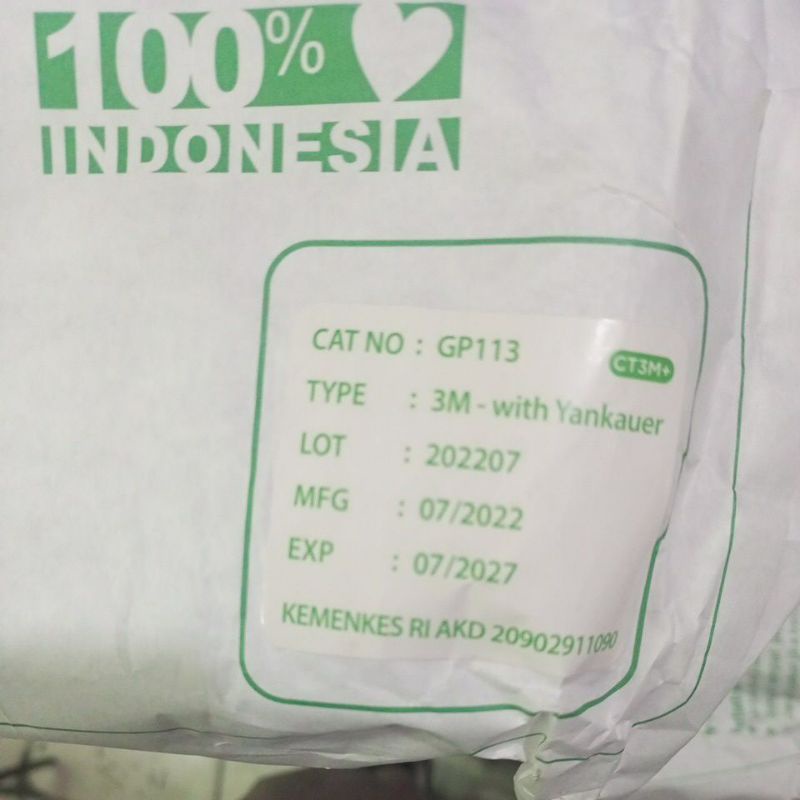 100%
INDONESIA
CAT NO : GP113
CT3M+
TYPE : 3M - with Yankauer
LOT : 202207
MFG : 07/2022
EXP : 07/2027
KEMENKES RI AKD 20902911090